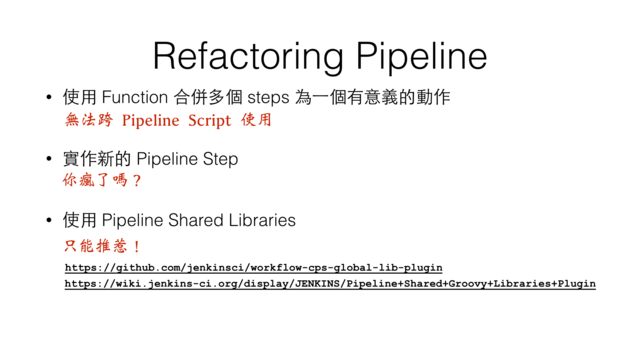 Refactoring Pipeline
• 使用 Function 合併多個 steps 為一個有意義的動作
無法跨 Pipeline Script 使用
• 實作新的 Pipeline Step
你瘋了嗎？
• 使用 Pipeline Shared Libraries
只能推惹！
https://github.com/jenkinsci/workflow-cps-global-lib-plugin
https://wiki.jenkins-ci.org/display/JENKINS/Pipeline+Shared+Groovy+Libraries+Plugin